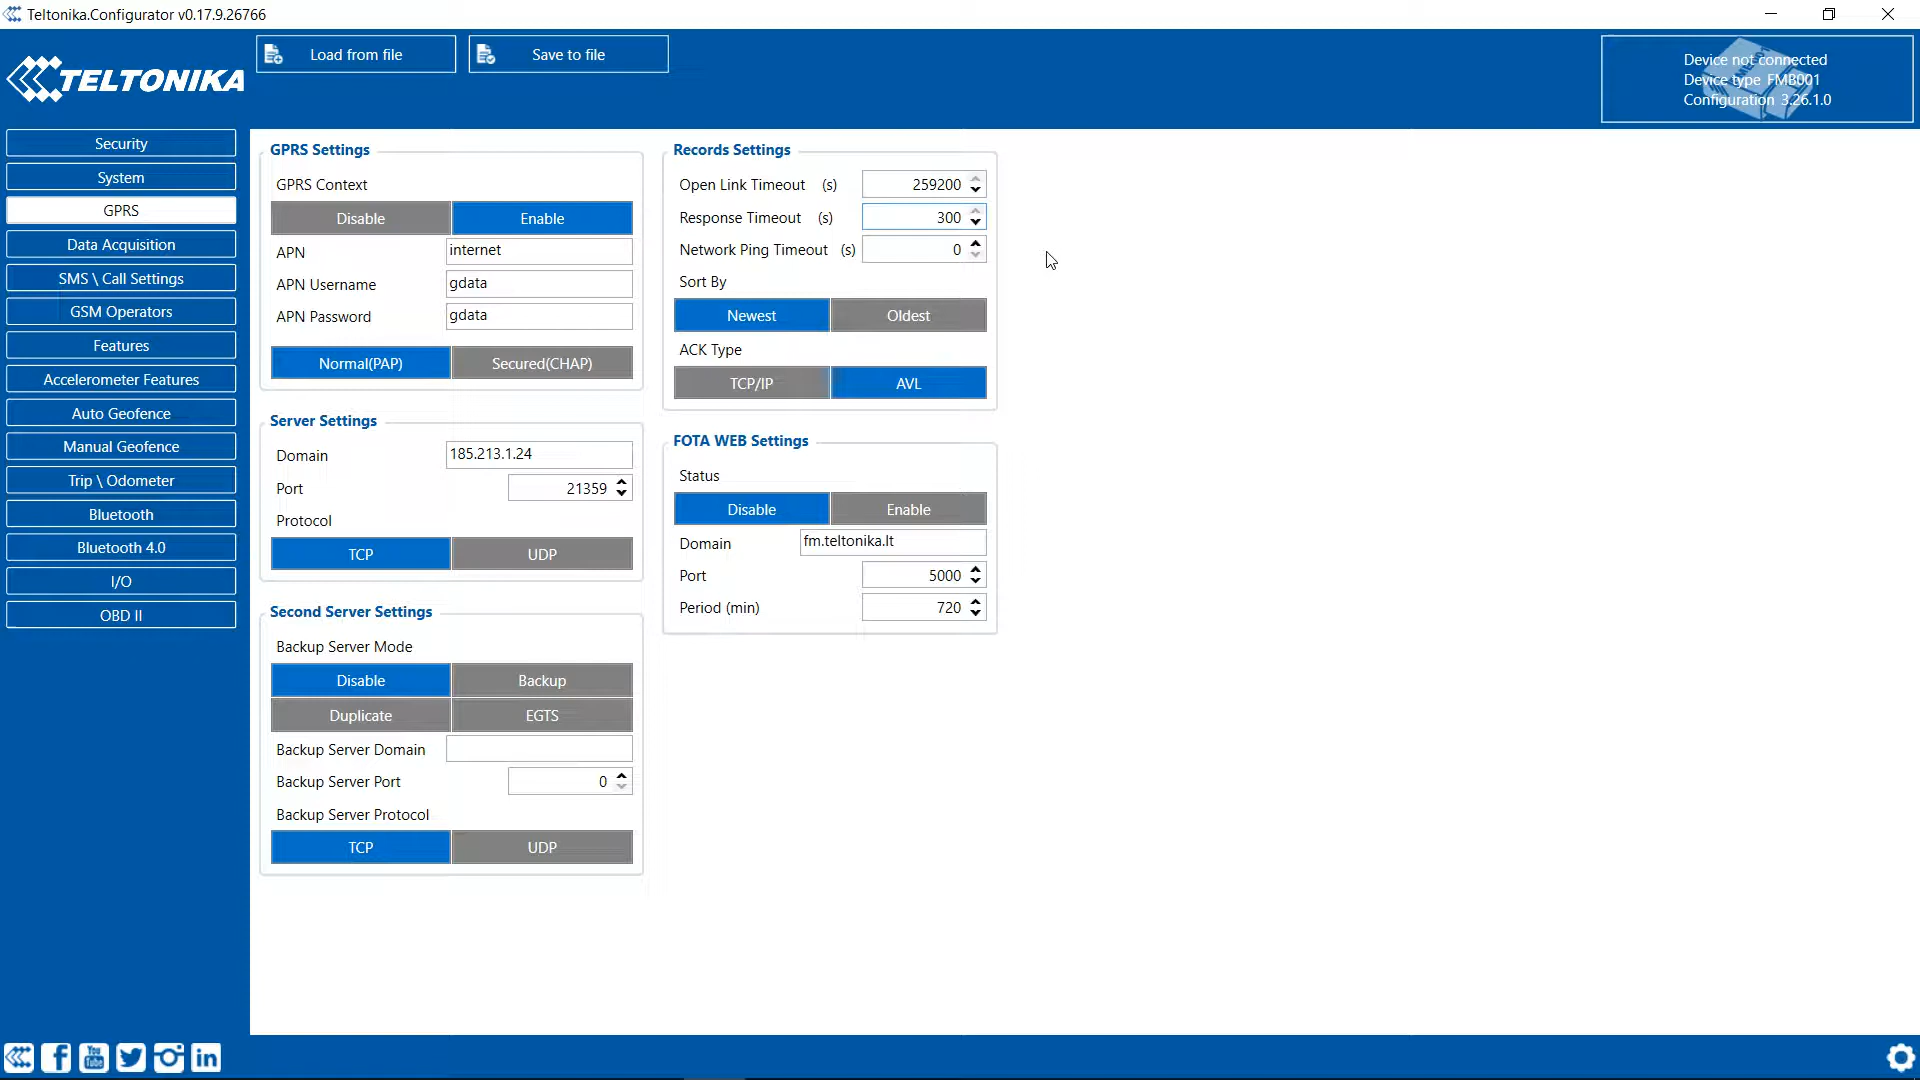 Teltonika.Configurator v0.17.9.26766
Load from file
Save to file
TELTONIKA
Device not connected
Device type FMB001
Configuration 3.26.1.0
Security
System
GPRS
Data Acquisition
SMS \ Call Settings
GSM Operators
Features
Accelerometer Features
Auto Geofence
Manual Geofence
Trip \ Odometer
Bluetooth
Bluetooth 4.0
I/O
OBD II
GPRS Settings
GPRS Context
Disable Enable
APN internet
APN Username gdata
APN Password gdata
Normal(PAP) Secured(CHAP)
Server Settings
Domain 185.213.1.24
Port 21359
Protocol
TCP UDP
Second Server Settings
Backup Server Mode
Disable Backup
Duplicate EGTS
Backup Server Domain
Backup Server Port 0
Backup Server Protocol
TCP UDP
Records Settings
Open Link Timeout (s) 259200
Response Timeout (s) 300
Network Ping Timeout (s) 0
Sort By
Newest Oldest
ACK Type
TCP/IP AVL
FOTA WEB Settings
Status
Disable Enable
Domain fm.teltonika.lt
Port 5000
Period (min) 720
You Tube
in